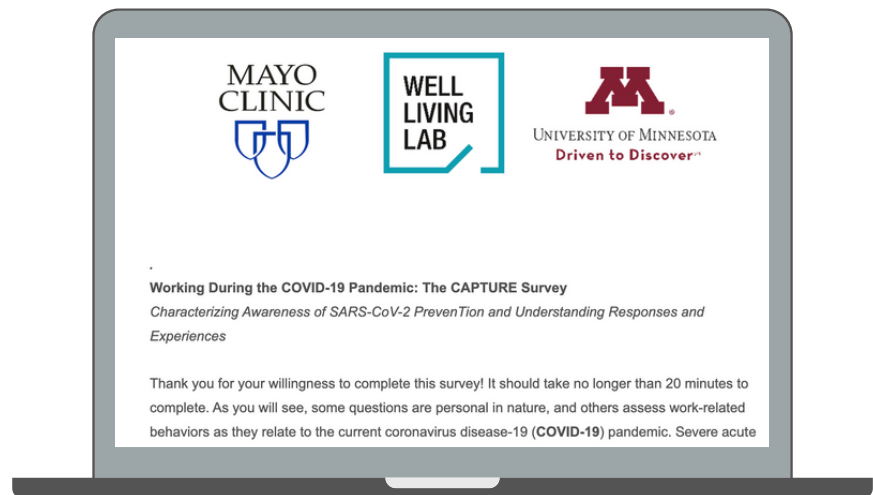 MAYO
CLINIC
WELL
LIVING
LAB
M
UNIVERSITY OF MINNESOTA
Driven to Discover
.
Working During the COVID-19 Pandemic: The CAPTURE Survey
Characterizing Awareness of SARS-CoV-2 PrevenTion and Understanding Responses and
Experiences
Thank you for your willingness to complete this survey! It should take no longer than 20 minutes to
complete. As you will see, some questions are personal in nature, and others assess work-related
behaviors as they relate to the current coronavirus disease-19 (COVID-19) pandemic. Severe acute